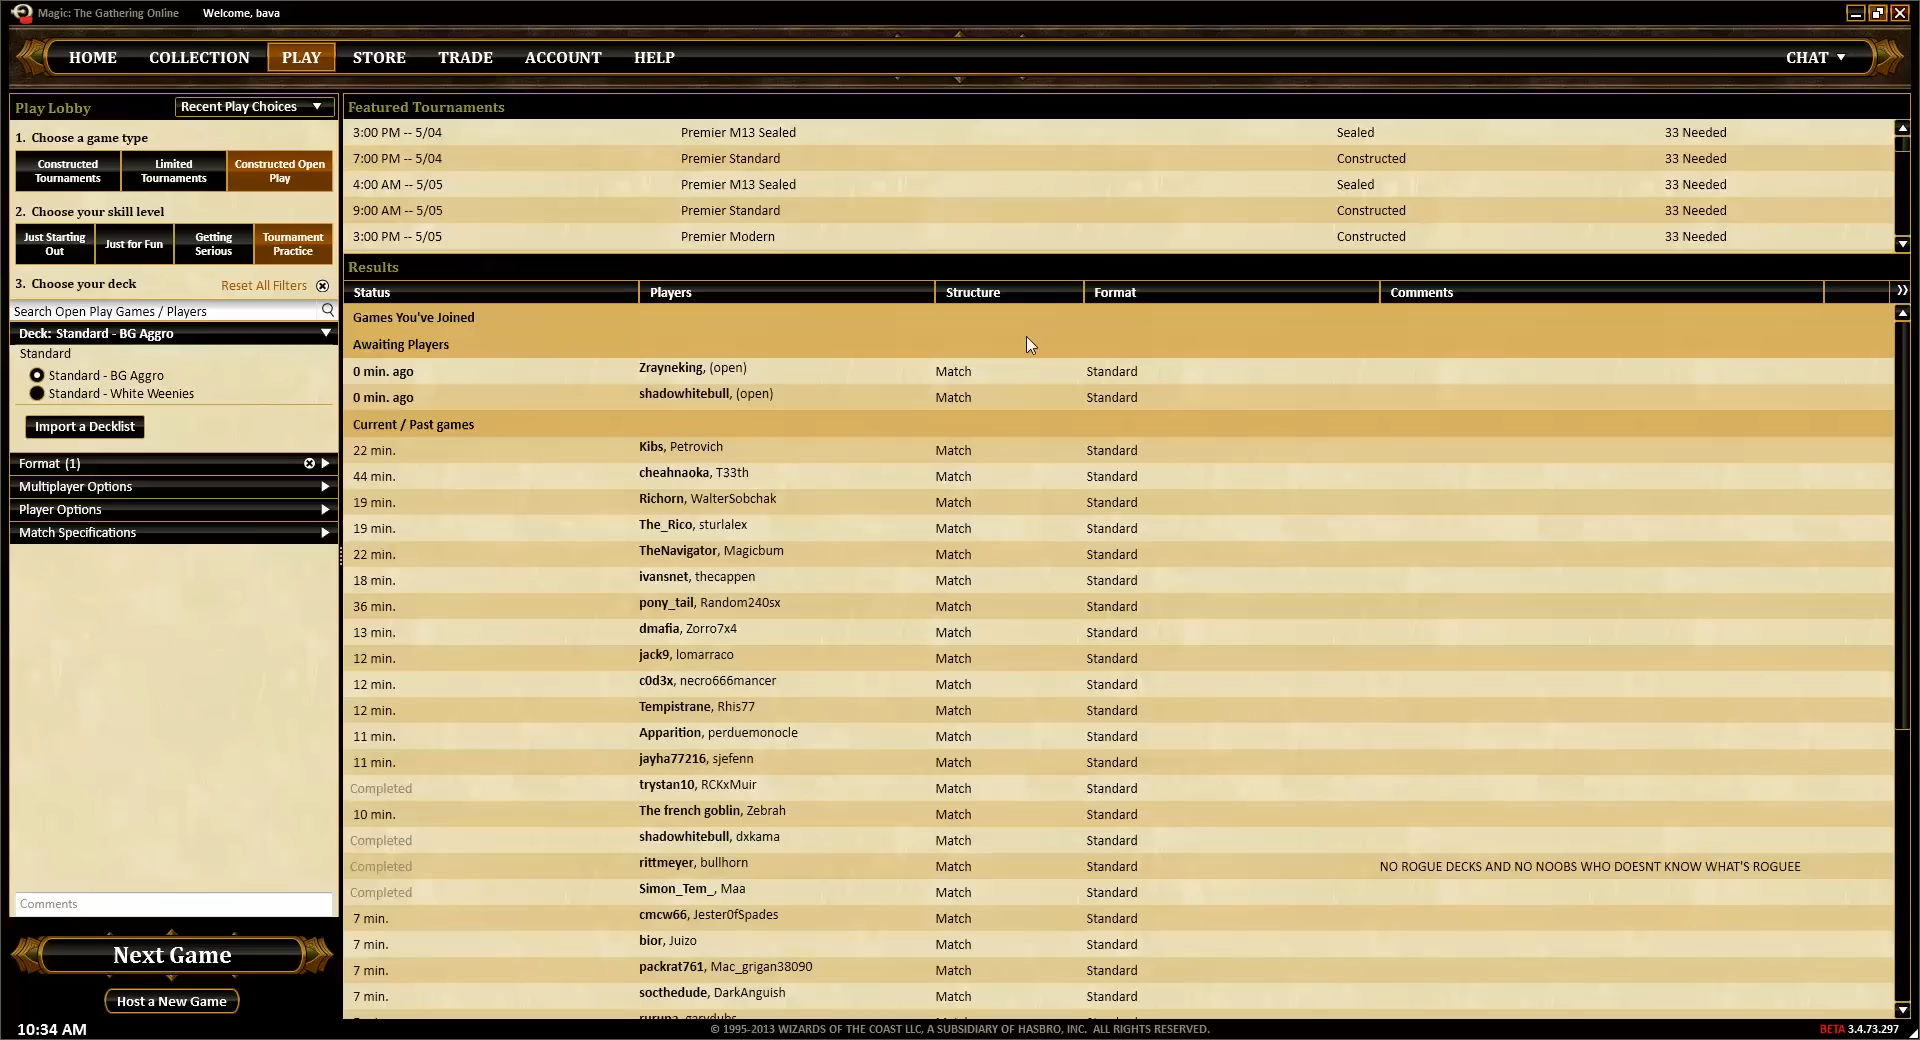 Magic: The Gathering Online Welcome, bava
HOME COLLECTION PLAY STORE TRADE ACCOUNT HELP CHAT
Play Lobby Recent Play Choices
1. Choose a game type
Constructed Tournaments Limited Tournaments Constructed Open Play
2. Choose your skill level
Just Starting Out Just for Fun Getting Serious Tournament Practice
3. Choose your deck Reset All Filters
Search Open Play Games / Players
Deck: Standard - BG Aggro
Standard
Standard - BG Aggro
Standard - White Weenies
Import a Decklist
Format (1)
Multiplayer Options
Player Options
Match Specifications
Comments
Next Game
Host a New Game
10:34 AM
Featured Tournaments
3:00 PM -- 5/04 Premier M13 Sealed Sealed 33 Needed
7:00 PM -- 5/04 Premier Standard Constructed 33 Needed
4:00 AM -- 5/05 Premier M13 Sealed Sealed 33 Needed
9:00 AM -- 5/05 Premier Standard Constructed 33 Needed
3:00 PM -- 5/05 Premier Modern Constructed 33 Needed
Results
Status Players Structure Format Comments
Games You've Joined
Awaiting Players
0 min. ago Zrayneking, (open) Match Standard
0 min. ago shadowhitebull, (open) Match Standard
Current / Past games
22 min. Kibs, Petrovich Match Standard
44 min. cheahnaoka, T33th Match Standard
19 min. Richorn, WalterSobchak Match Standard
19 min. The_Rico, sturlalex Match Standard
22 min. TheNavigator, Magicbum Match Standard
18 min. ivansnet, thecappen Match Standard
36 min. pony_tail, Random240sx Match Standard
13 min. dmafia, Zorro7x4 Match Standard
12 min. jack9, lomarraco Match Standard
12 min. c0d3x, necro666mancer Match Standard
12 min. Tempistrane, Rhis77 Match Standard
11 min. Apparition, perduemonocle Match Standard
11 min. jayha77216, sjefenn Match Standard
Completed trystan10, RCKxMuir Match Standard
10 min. The french goblin, Zebrah Match Standard
Completed shadowhitebull, dxkama Match Standard
Completed rittmeyer, bullhorn Match Standard NO ROGUE DECKS AND NO NOOBS WHO DOESNT KNOW WHAT'S ROGUEE
Completed Simon_Tem_, Maa Match Standard
7 min. cmcw66, Jester0fSpades Match Standard
7 min. bior, Juizo Match Standard
7 min. packrat761, Mac_grigan38090 Match Standard
7 min. socthedude, DarkAnguish Match Standard
© 1995-2013 WIZARDS OF THE COAST LLC, A SUBSIDIARY OF HASBRO, INC. ALL RIGHTS RESERVED.
BETA 3.4.73.297